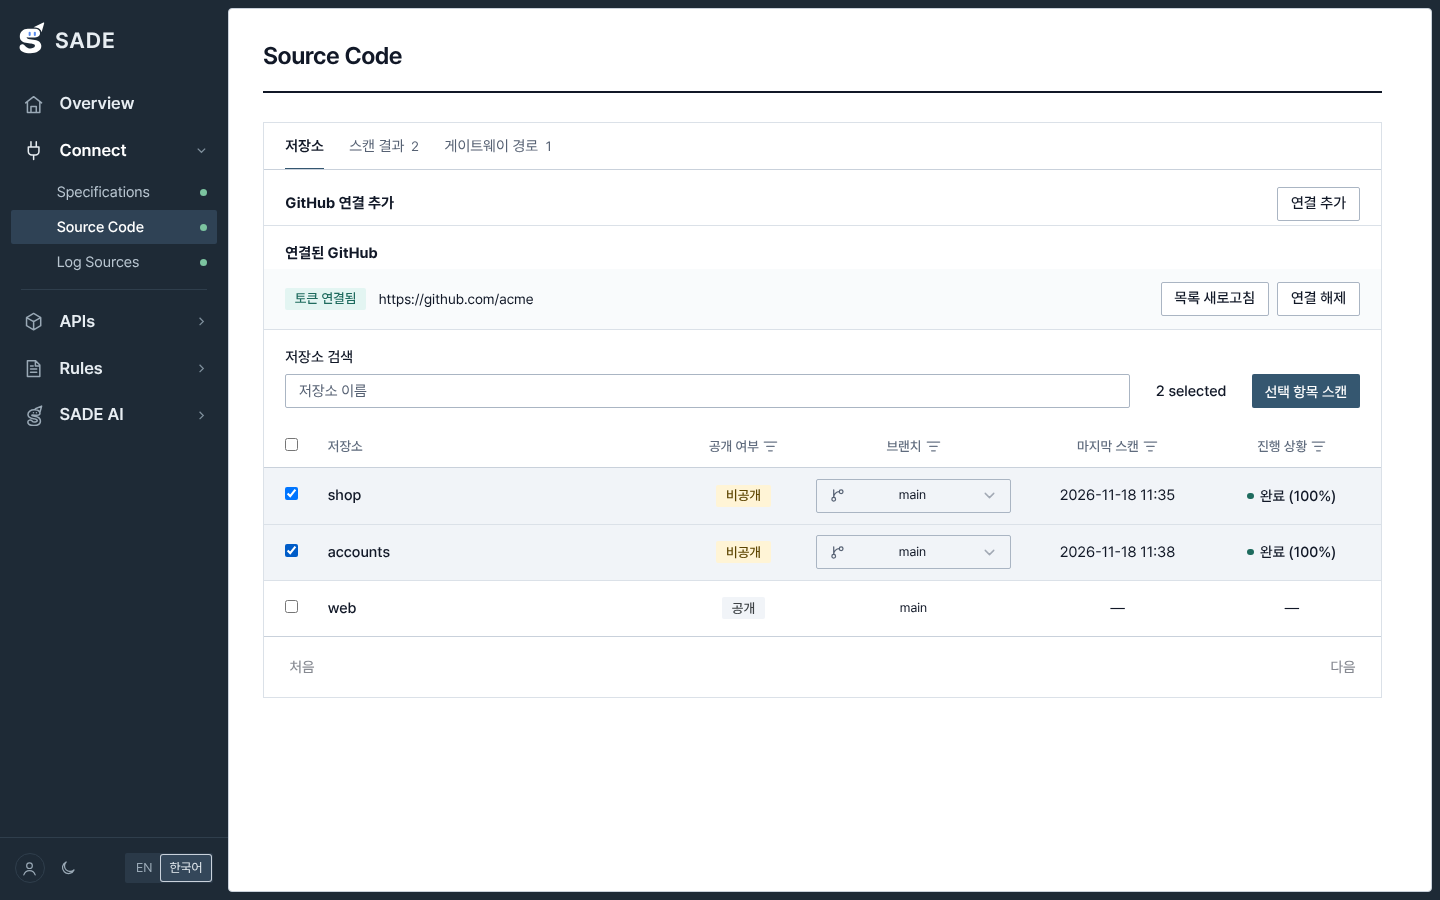 SADE
Overview
Connect
Specifications
Source Code
Log Sources
APIs
Rules
SADE AI
EN 한국어
Source Code
저장소 스캔 결과 2 게이트웨이 경로 1
GitHub 연결 추가 연결 추가
연결된 GitHub
토큰 연결됨 https://github.com/acme 목록 새로고침 연결 해제
저장소 검색
저장소 이름 2 selected 선택 항목 스캔
저장소 공개 여부 브랜치 마지막 스캔 진행 상황
shop 비공개 main 2026-11-18 11:35 완료 (100%)
accounts 비공개 main 2026-11-18 11:38 완료 (100%)
web 공개 main — —
처음 다음